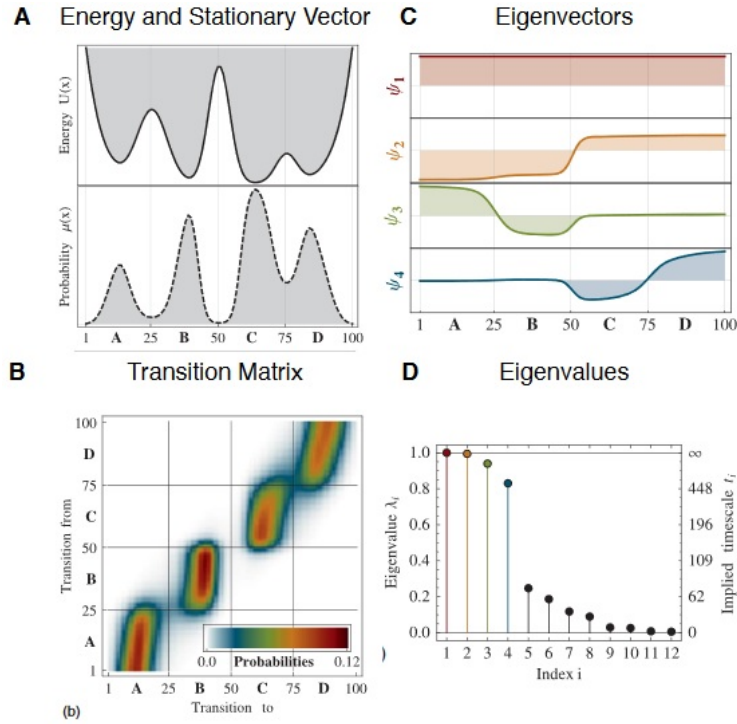 A Energy and Stationary Vector
Energy U(x)
Probability μ(x)
1 A 25 B 50 C 75 D 100
C Eigenvectors
ψ1
ψ2
ψ3
ψ4
1 A 25 B 50 C 75 D 100
B Transition Matrix
Transition from
100
D
75
C
50
B
25
A
1
0.0 Probabilities 0.12
1 A 25 B 50 C 75 D 100
Transition to
(b)
D Eigenvalues
Eigenvalue λi
1.0 ∞
0.8 448
0.6 196
0.4 109
0.2 62
0.0 0
Implied timescale ti
1 2 3 4 5 6 7 8 9 10 11 12
Index i
)